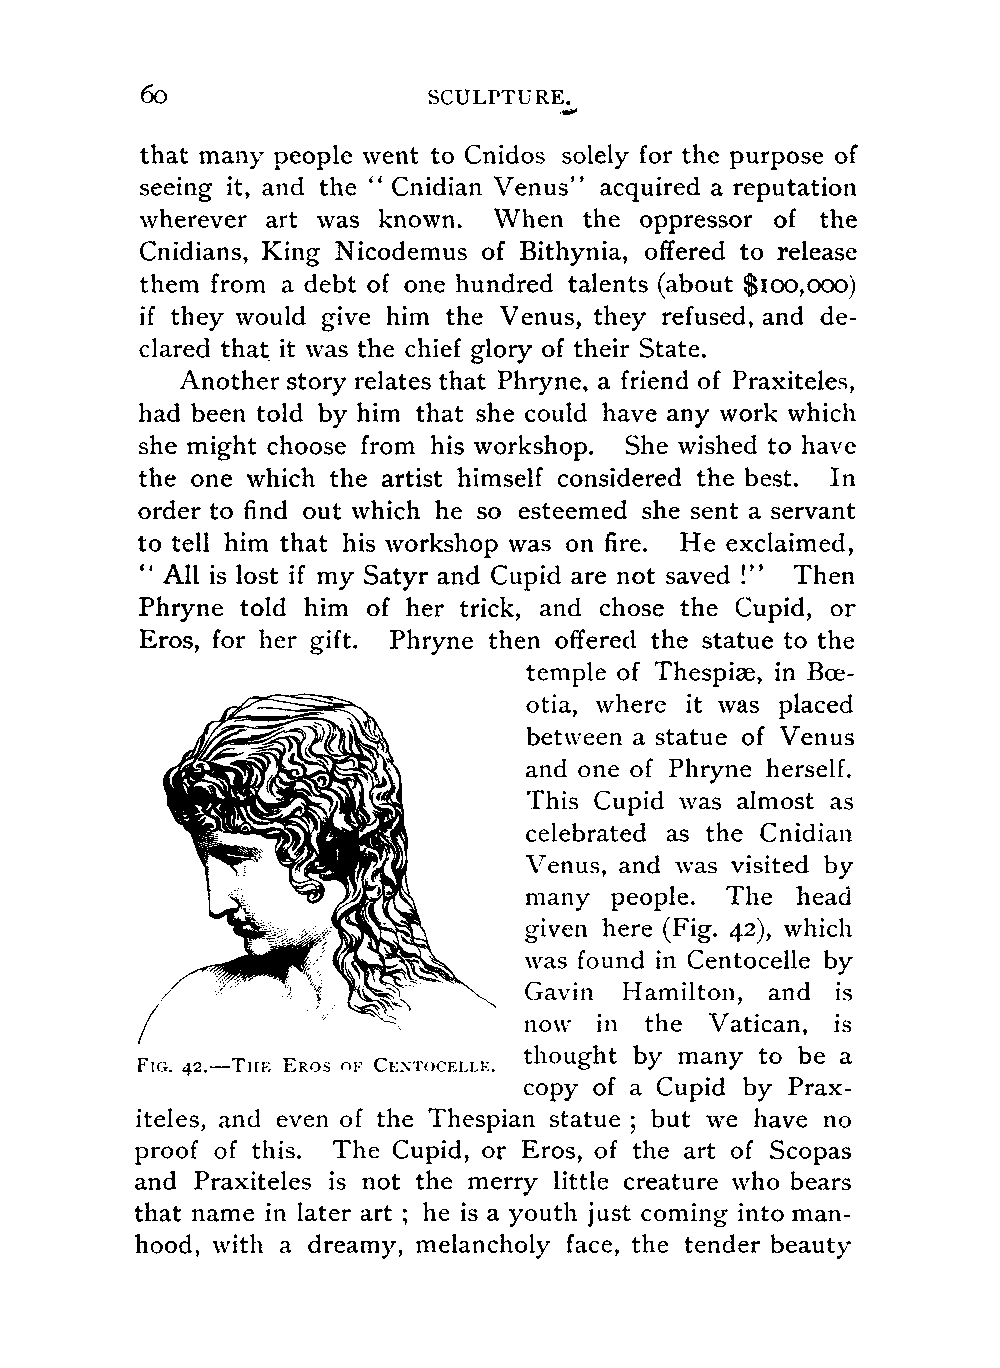 60 SCULPTURE.
that many people went to Cnidos solely for the purpose of
seeing it, and the “ Cnidian Venus” acquired a reputation
wherever art was known. When the oppressor of the
Cnidians, King Nicodemus of Bithynia, offered to release
them from a debt of one hundred talents (about $100,000)
if they would give him the Venus, they refused, and de-
clared that it was the chief glory of their State.
Another story relates that Phryne, a friend of Praxiteles,
had been told by him that she could have any work which
she might choose from his workshop. She wished to have
the one which the artist himself considered the best. In
order to find out which he so esteemed she sent a servant
to tell him that his workshop was on fire. He exclaimed,
“ All is lost if my Satyr and Cupid are not saved !” Then
Phryne told him of her trick, and chose the Cupid, or
Eros, for her gift. Phryne then offered the statue to the
temple of Thespiæ, in Bœ-
otia, where it was placed
between a statue of Venus
and one of Phryne herself.
This Cupid was almost as
celebrated as the Cnidian
Venus, and was visited by
many people. The head
given here (Fig. 42), which
was found in Centocelle by
Gavin Hamilton, and is
now in the Vatican, is
thought by many to be a
copy of a Cupid by Prax-
FIG. 42.—THE EROS OF CENTOCELLE.
iteles, and even of the Thespian statue ; but we have no
proof of this. The Cupid, or Eros, of the art of Scopas
and Praxiteles is not the merry little creature who bears
that name in later art ; he is a youth just coming into man-
hood, with a dreamy, melancholy face, the tender beauty